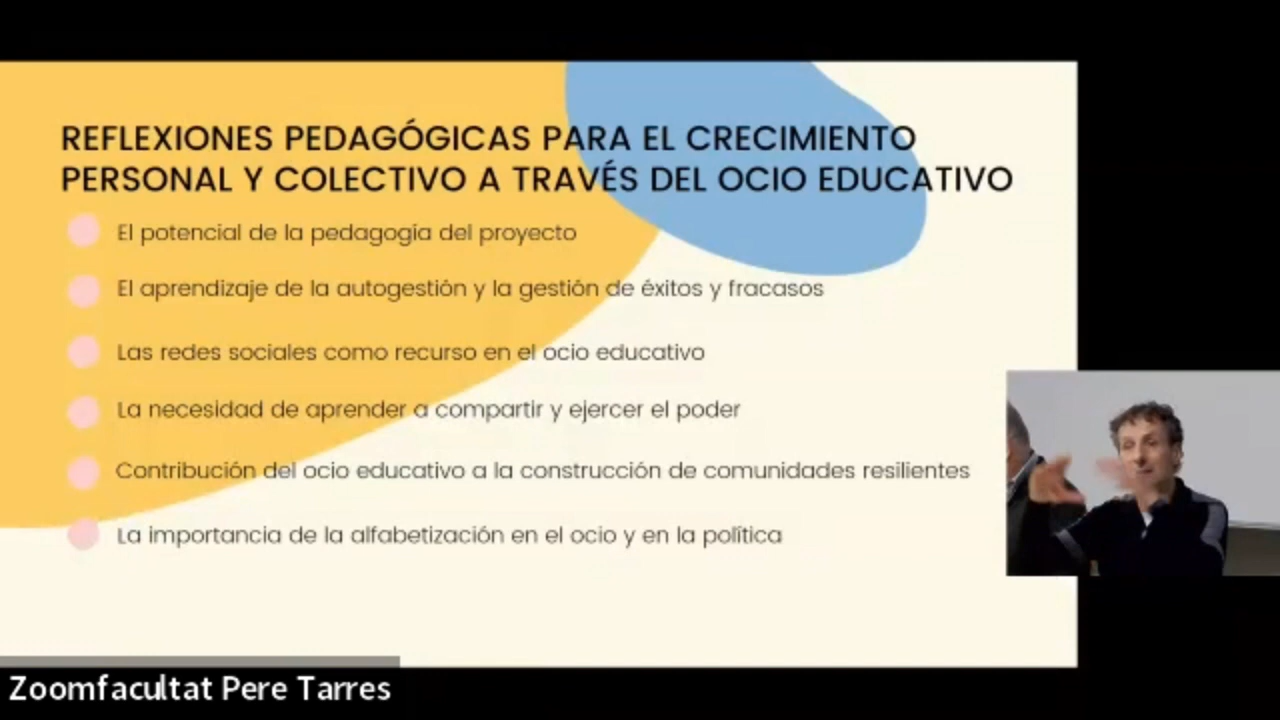 REFLEXIONES PEDAGÓGICAS PARA EL CRECIMIENTO
PERSONAL Y COLECTIVO A TRAVÉS DEL OCIO EDUCATIVO
El potencial de la pedagogía del proyecto
El aprendizaje de la autogestión y la gestión de éxitos y fracasos
Las redes sociales como recurso en el ocio educativo
La necesidad de aprender a compartir y ejercer el poder
Contribución del ocio educativo a la construcción de comunidades resilientes
La importancia de la alfabetización en el ocio y en la política
Zoomfacultat Pere Tarres